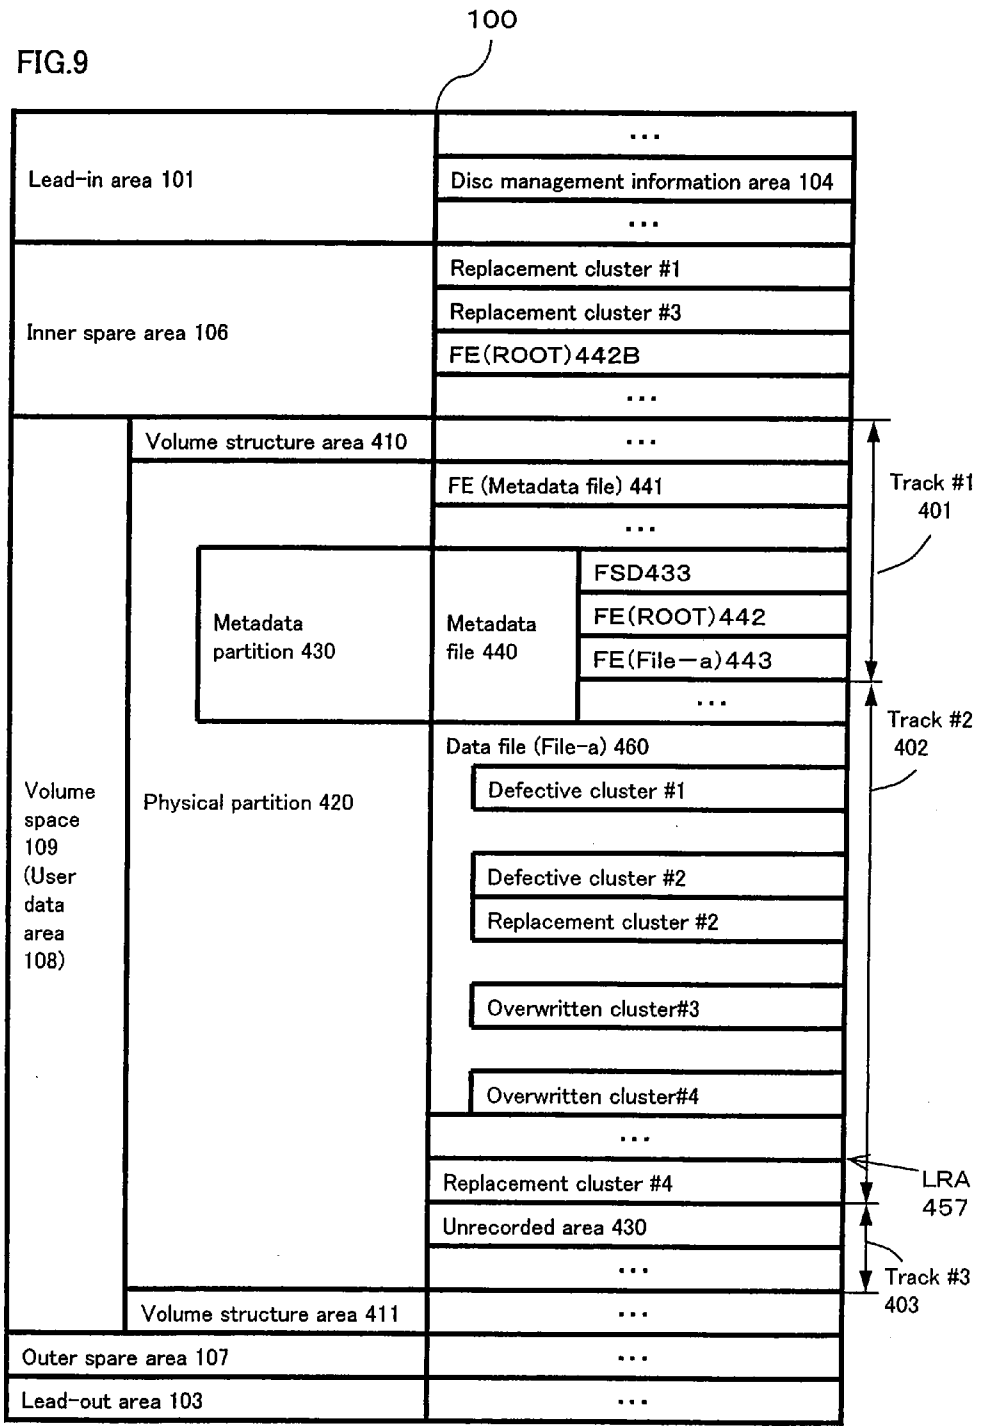 100
FIG.9
...
Lead-in area 101
Disc management information area 104
...
Replacement cluster #1
Replacement cluster #3
Inner spare area 106
FE(ROOT)442B
...
Volume structure area 410
...
FE (Metadata file) 441
...
Track #1
401
FSD433
FE(ROOT)442
FE(File-a)443
...
Metadata
partition 430
Metadata
file 440
Track #2
402
Data file (File-a) 460
Defective cluster #1
Volume
space
109
(User
data
area
108)
Physical partition 420
Defective cluster #2
Replacement cluster #2
Overwritten cluster#3
Overwritten cluster#4
...
LRA
457
Replacement cluster #4
Unrecorded area 430
...
Track #3
403
Volume structure area 411
...
Outer spare area 107
...
Lead-out area 103
...